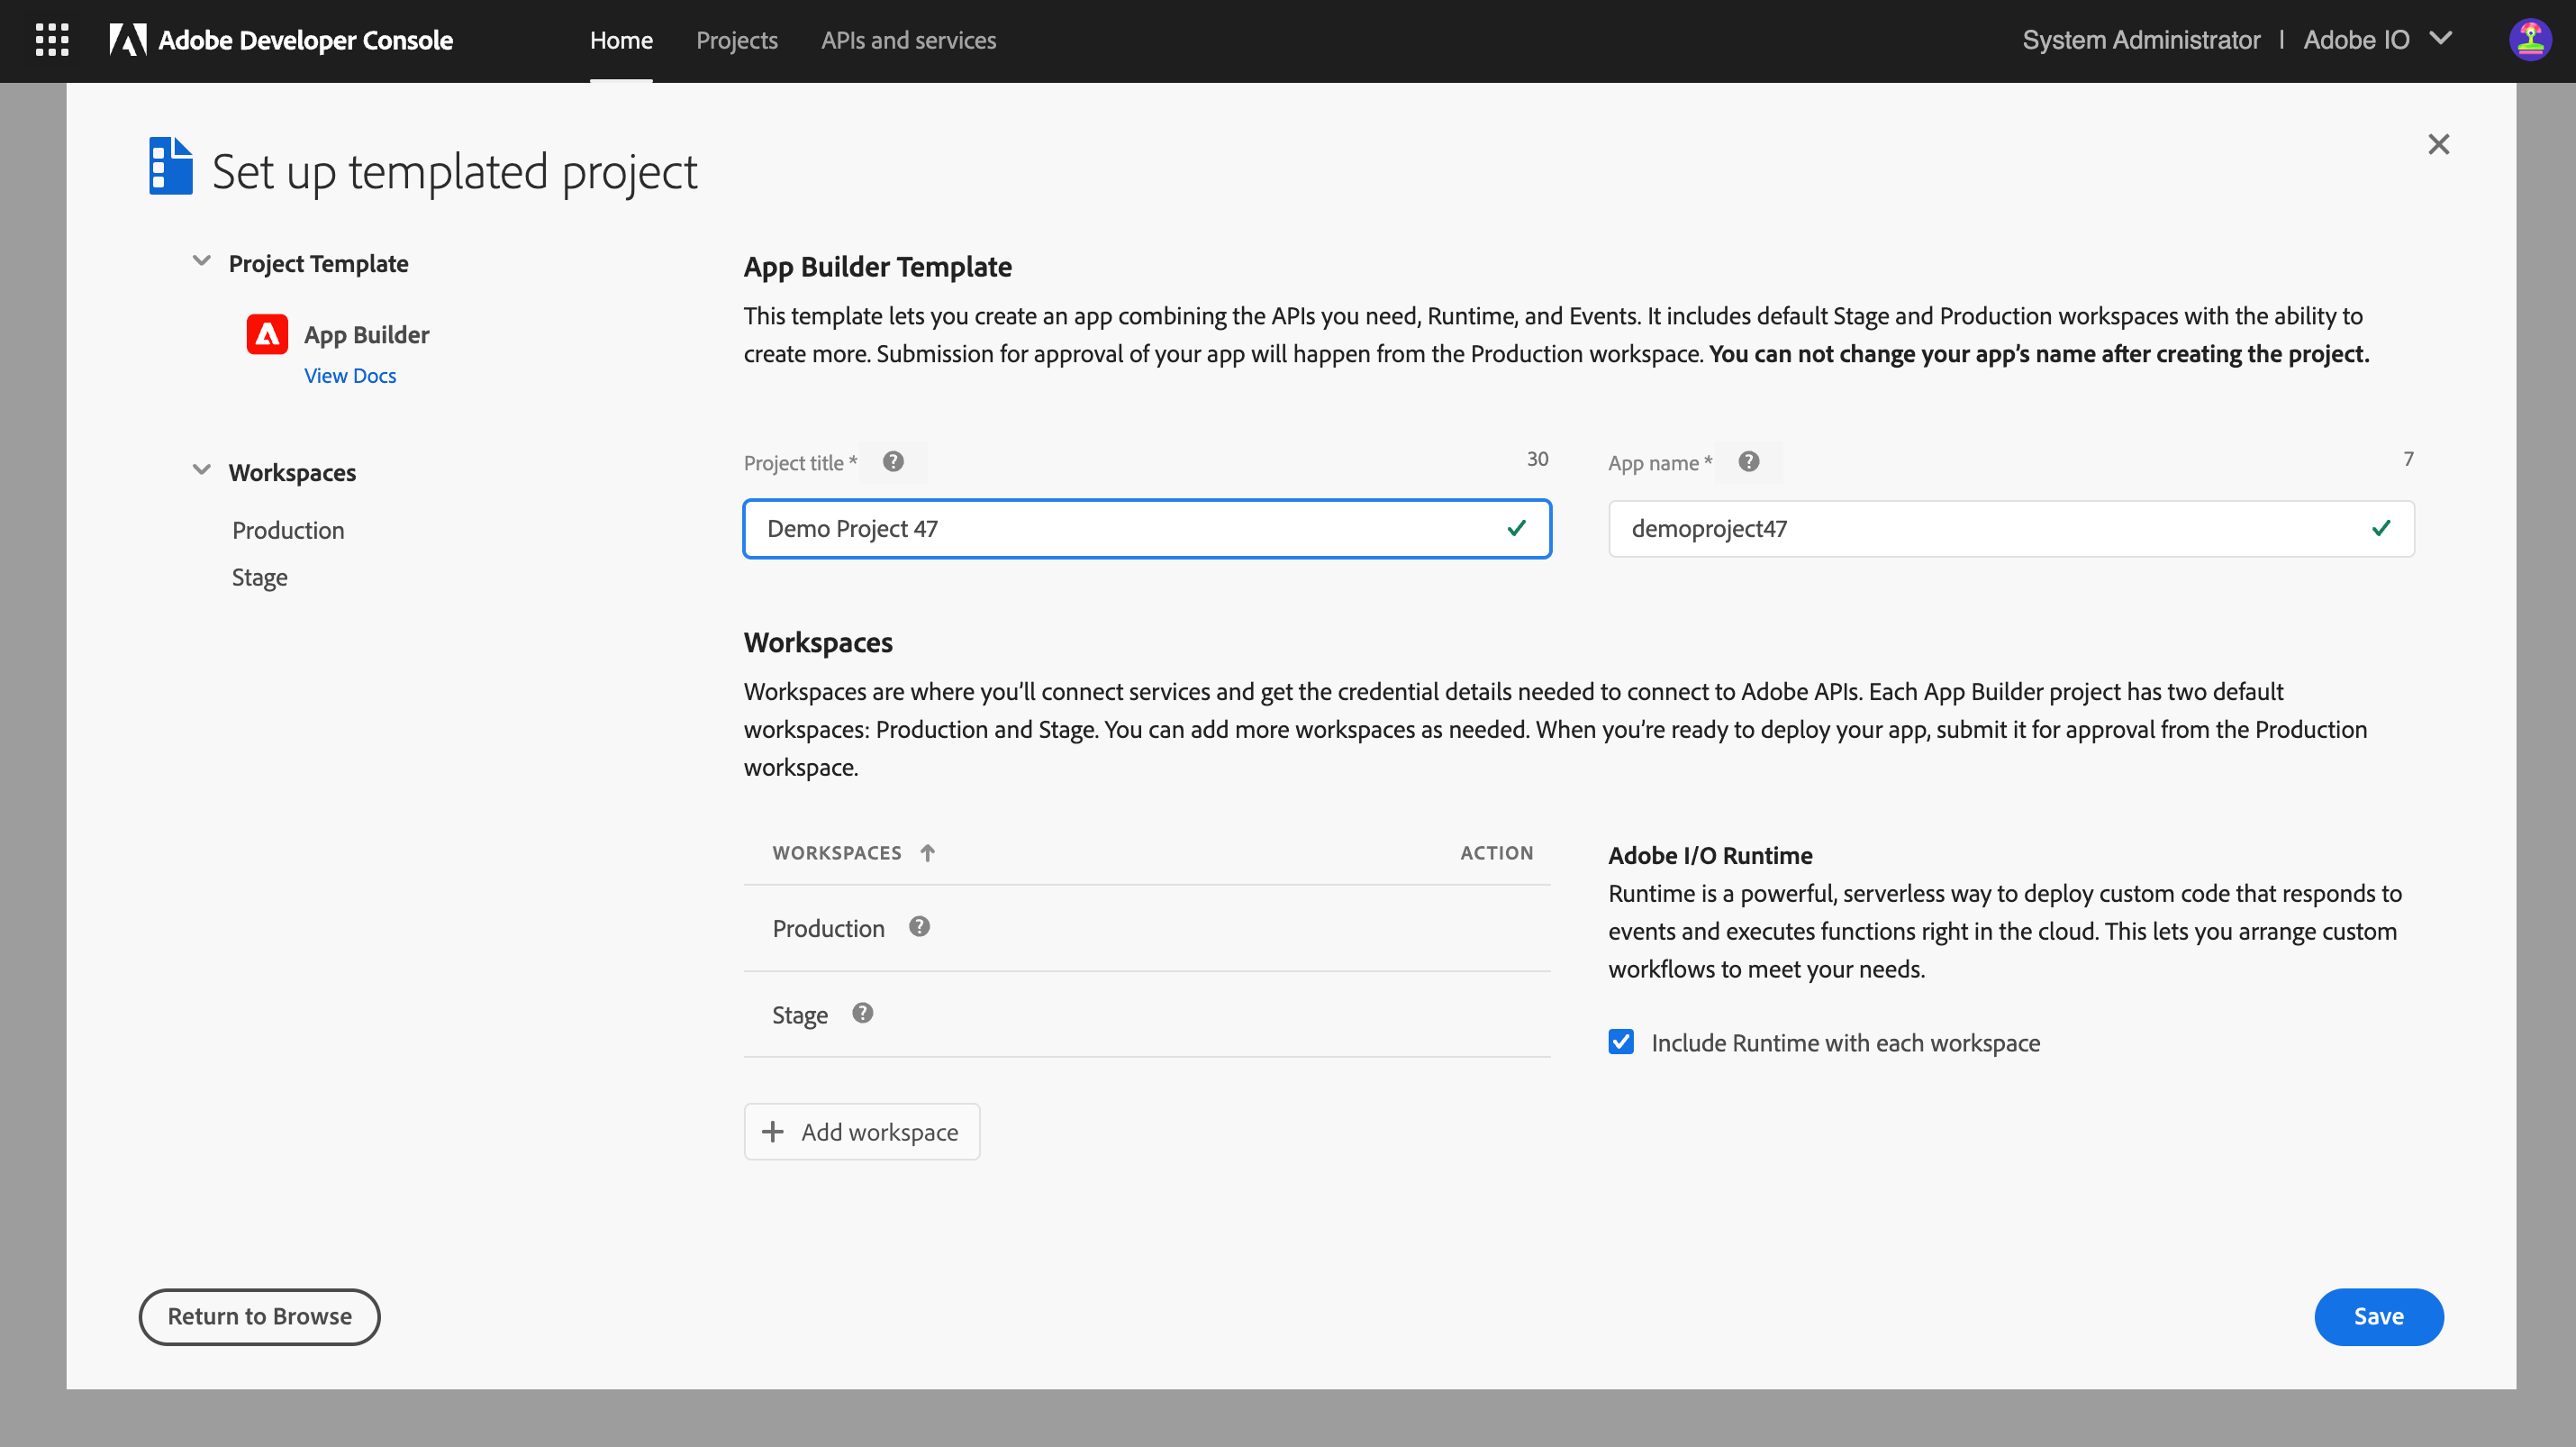 Adobe Developer Console
Home
Projects
APIs and services
System Administrator | Adobe IO
Set up templated project
Project Template
App Builder
View Docs
Workspaces
Production
Stage
App Builder Template
This template lets you create an app combining the APIs you need, Runtime, and Events. It includes default Stage and Production workspaces with the ability to
create more. Submission for approval of your app will happen from the Production workspace. You can not change your app’s name after creating the project.
Project title *
30
Demo Project 47
App name *
7
demoproject47
Workspaces
Workspaces are where you’ll connect services and get the credential details needed to connect to Adobe APIs. Each App Builder project has two default
workspaces: Production and Stage. You can add more workspaces as needed. When you’re ready to deploy your app, submit it for approval from the Production
workspace.
WORKSPACES
ACTION
Production
Stage
Add workspace
Adobe I/O Runtime
Runtime is a powerful, serverless way to deploy custom code that responds to
events and executes functions right in the cloud. This lets you arrange custom
workflows to meet your needs.
Include Runtime with each workspace
Return to Browse
Save